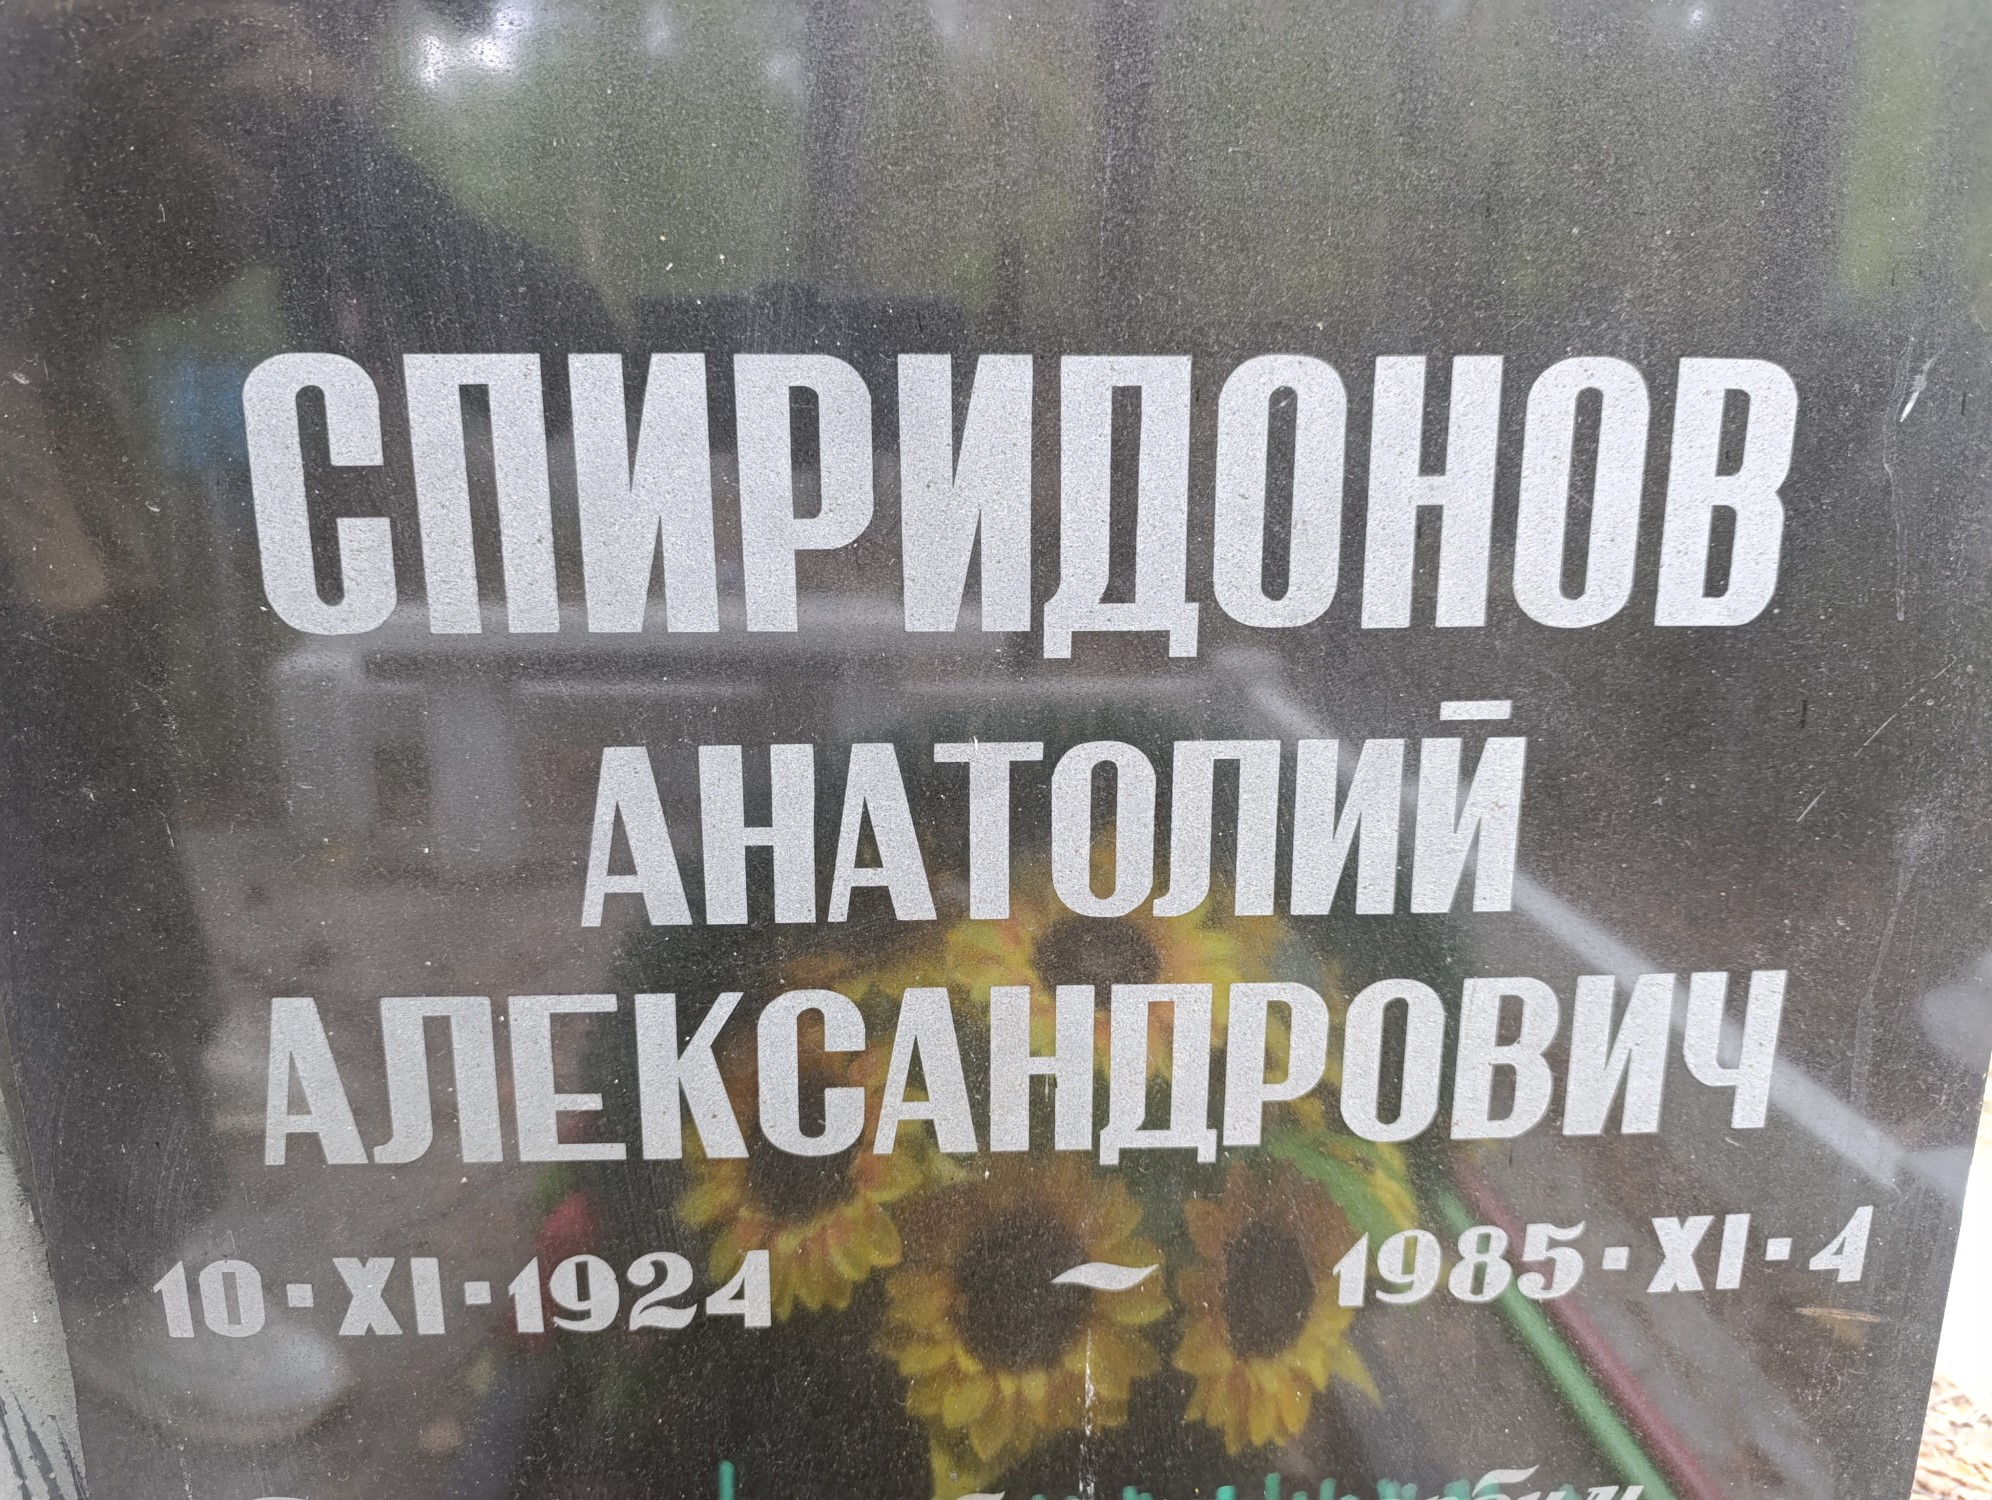 СПИРИДОНОВ
АНАТОЛИЙ
АЛЕКСАНДРОВИЧ
10·XI·1924 ~ 1985·XI·4